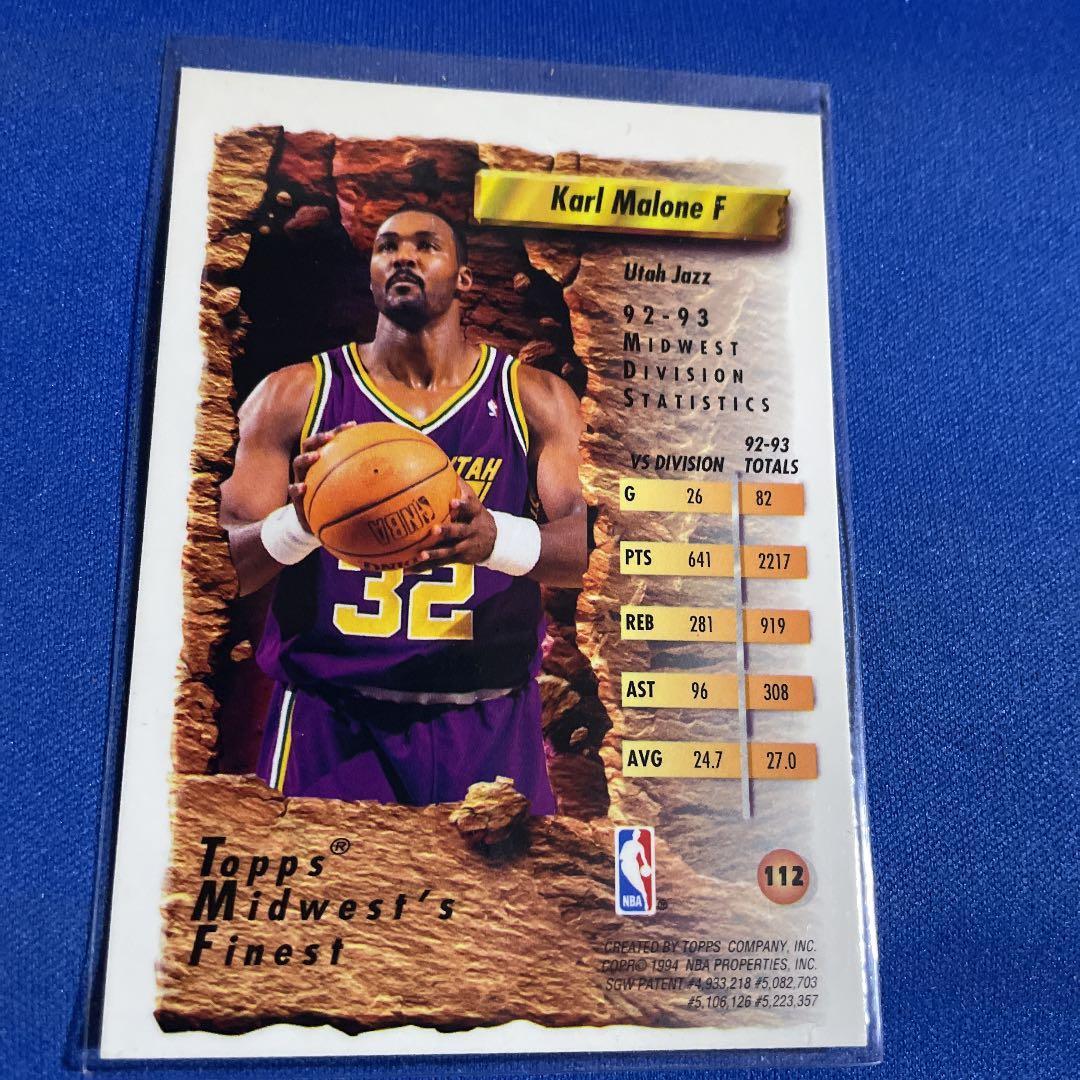 Karl Malone F
Utah Jazz
92-93
MIDWEST
DIVISION
STATISTICS
VS DIVISION 92-93 TOTALS
G 26 82
PTS 641 2217
REB 281 919
AST 96 308
AVG 24.7 27.0
UTAH
32
Topps®
Midwest's
Finest
NBA ®
112
CREATED BY TOPPS COMPANY, INC.
COPR© 1994 NBA PROPERTIES, INC.
SGW PATENT #4,933,218 #5,082,703
#5,106,126 #5,223,357